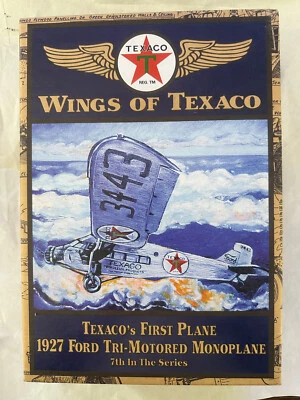 TEXACO
T
REG. TM
WINGS OF TEXACO
3443
TEXACO
TEXACO'S FIRST PLANE
1927 FORD TRI-MOTORED MONOPLANE
7th In The Series